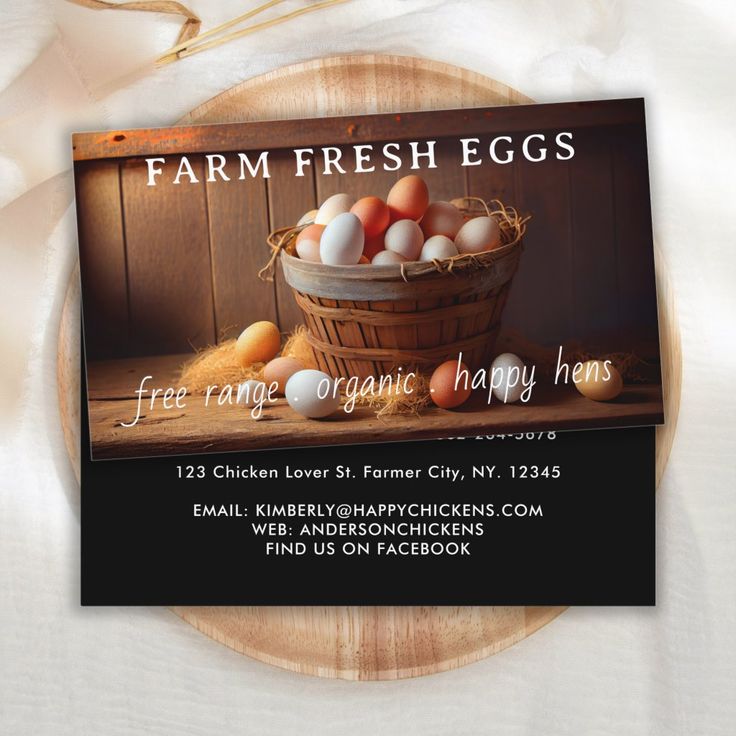 FARM FRESH EGGS
free range . organic . happy hens
123 Chicken Lover St. Farmer City, NY. 12345
EMAIL: KIMBERLY@HAPPYCHICKENS.COM
WEB: ANDERSONCHICKENS
FIND US ON FACEBOOK